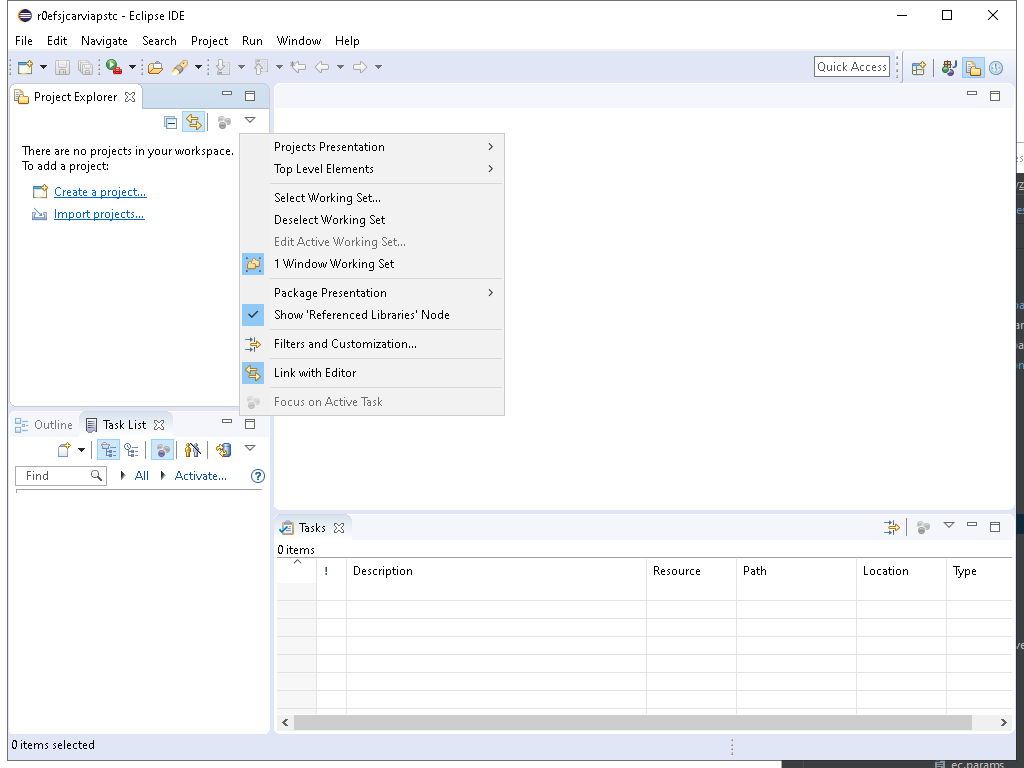 r0efsjcarviapstc - Eclipse IDE
File Edit Navigate Search Project Run Window Help
Quick Access
Project Explorer
There are no projects in your workspace.
To add a project:
Create a project...
Import projects...
Projects Presentation
Top Level Elements
Select Working Set...
Deselect Working Set
Edit Active Working Set...
1 Window Working Set
Package Presentation
Show 'Referenced Libraries' Node
Filters and Customization...
Link with Editor
Focus on Active Task
Outline Task List
Find All Activate...
Tasks
0 items
! Description Resource Path Location Type
0 items selected
ec.params